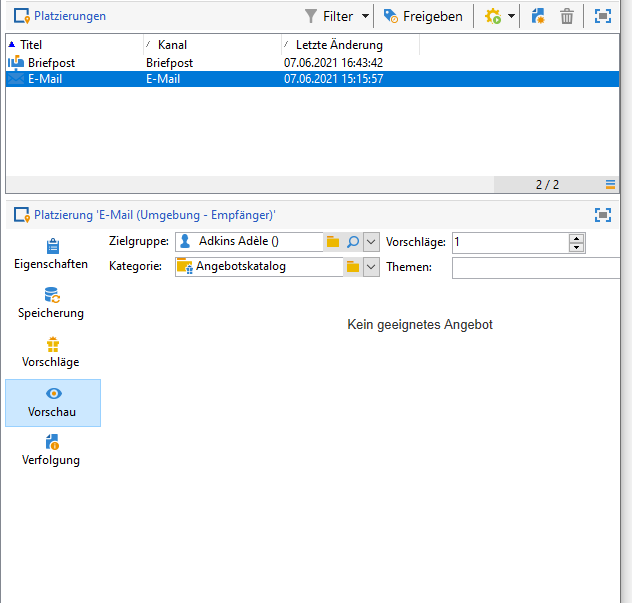 Platzierungen Filter Freigeben
Titel Kanal Letzte Änderung
Briefpost Briefpost 07.06.2021 16:43:42
E-Mail E-Mail 07.06.2021 15:15:57
2 / 2
Platzierung 'E-Mail (Umgebung - Empfänger)'
Zielgruppe: Adkins Adèle () Vorschläge: 1
Kategorie: Angebotskatalog Themen:
Eigenschaften
Speicherung
Vorschläge
Vorschau
Verfolgung
Kein geeignetes Angebot